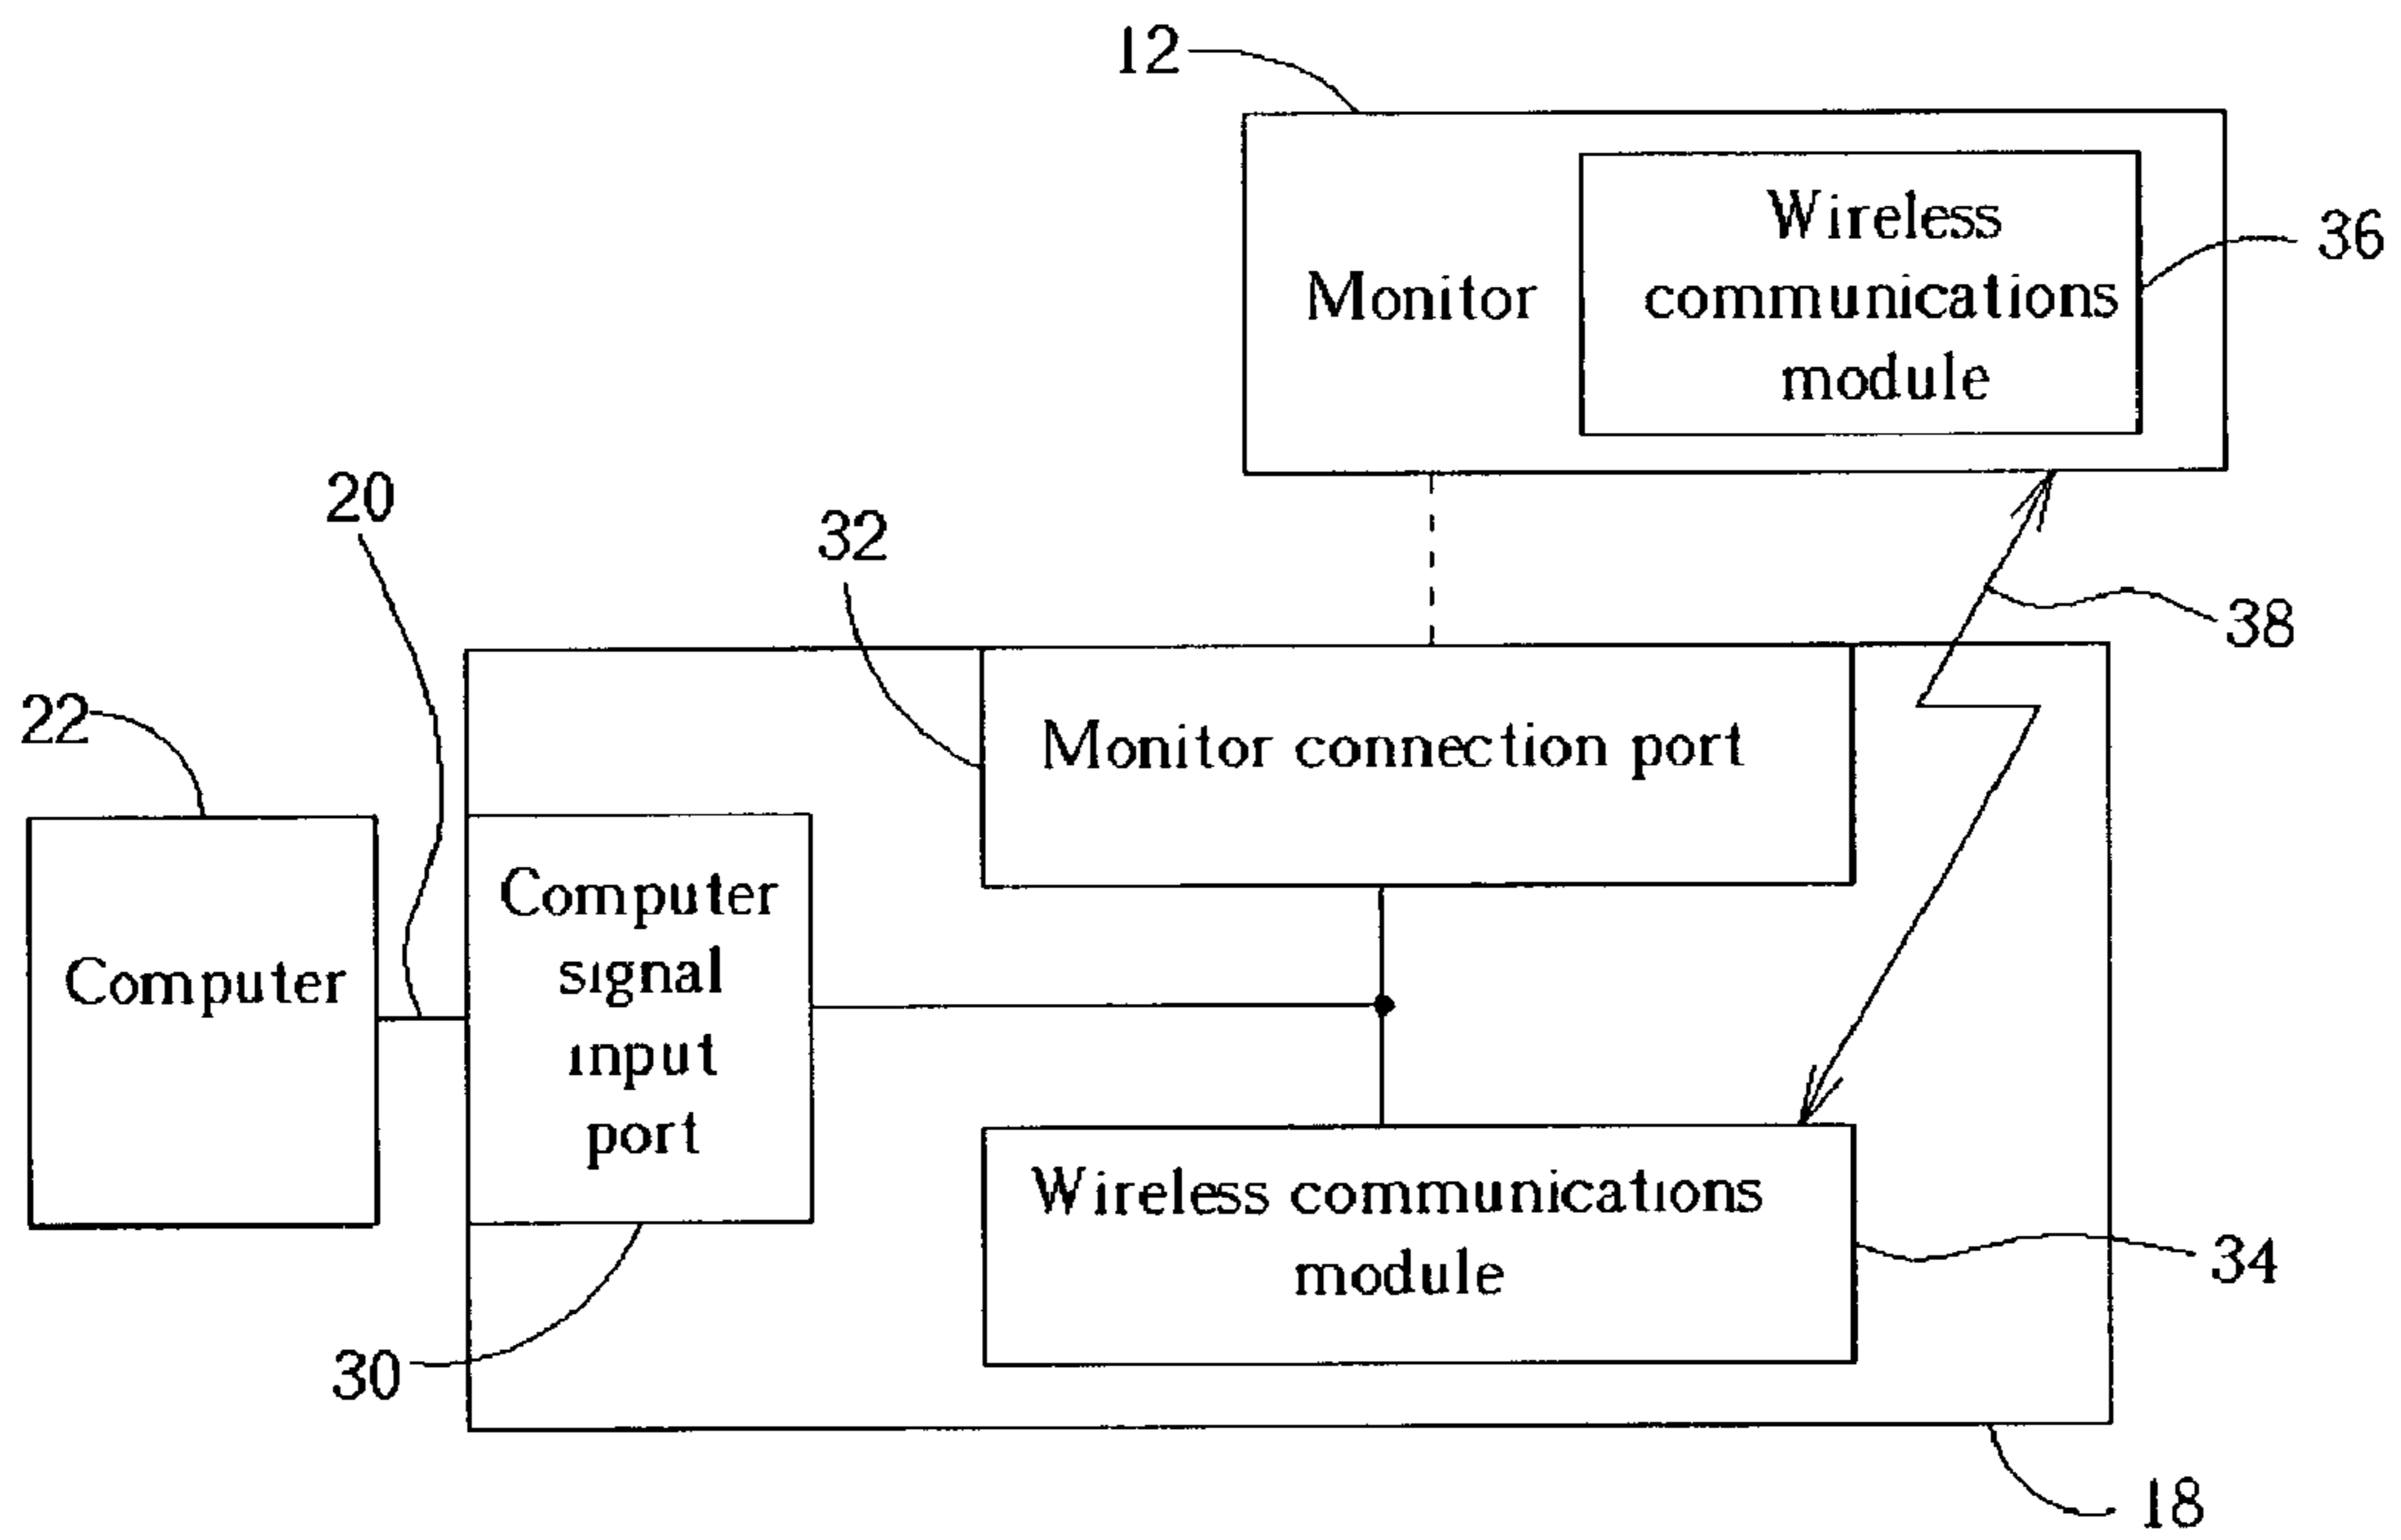 12
Wireless
communications
module
Monitor
36
20
32
38
22
Monitor connection port
Computer
Computer
signal
input
port
Wireless communications
module
34
30
18